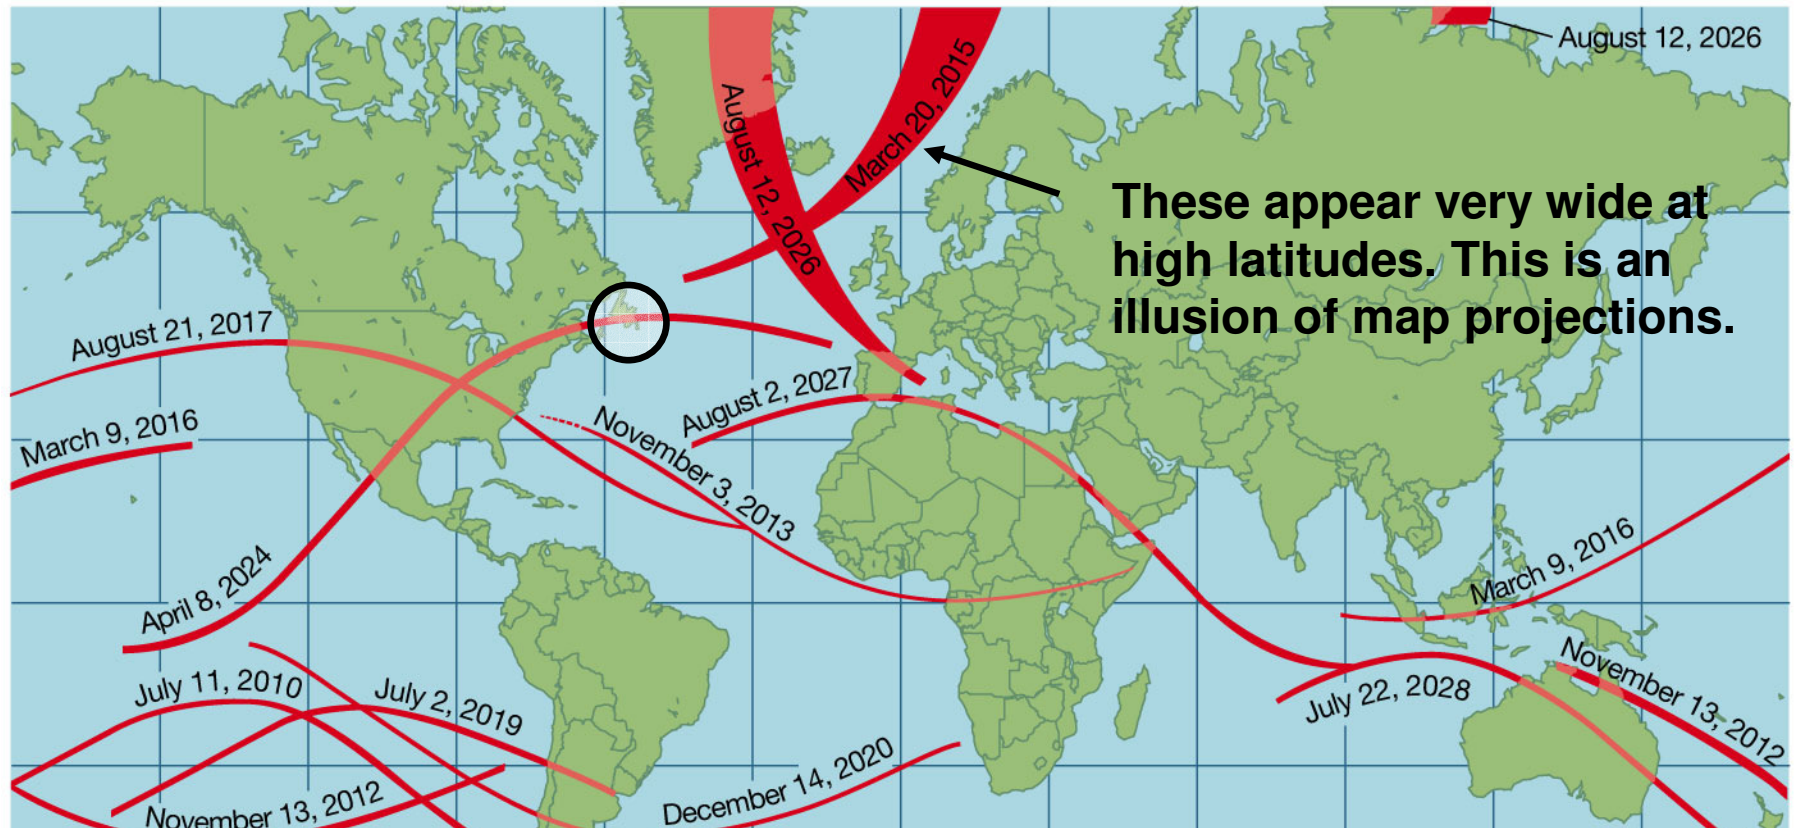 August 12, 2026
March 20, 2015
August 12, 2026
These appear very wide at
high latitudes. This is an
illusion of map projections.
August 21, 2017
March 9, 2016
August 2, 2027
November 3, 2013
April 8, 2024
March 9, 2016
July 11, 2010
July 2, 2019
July 22, 2028
November 13, 2012
December 14, 2020
November 13, 2012